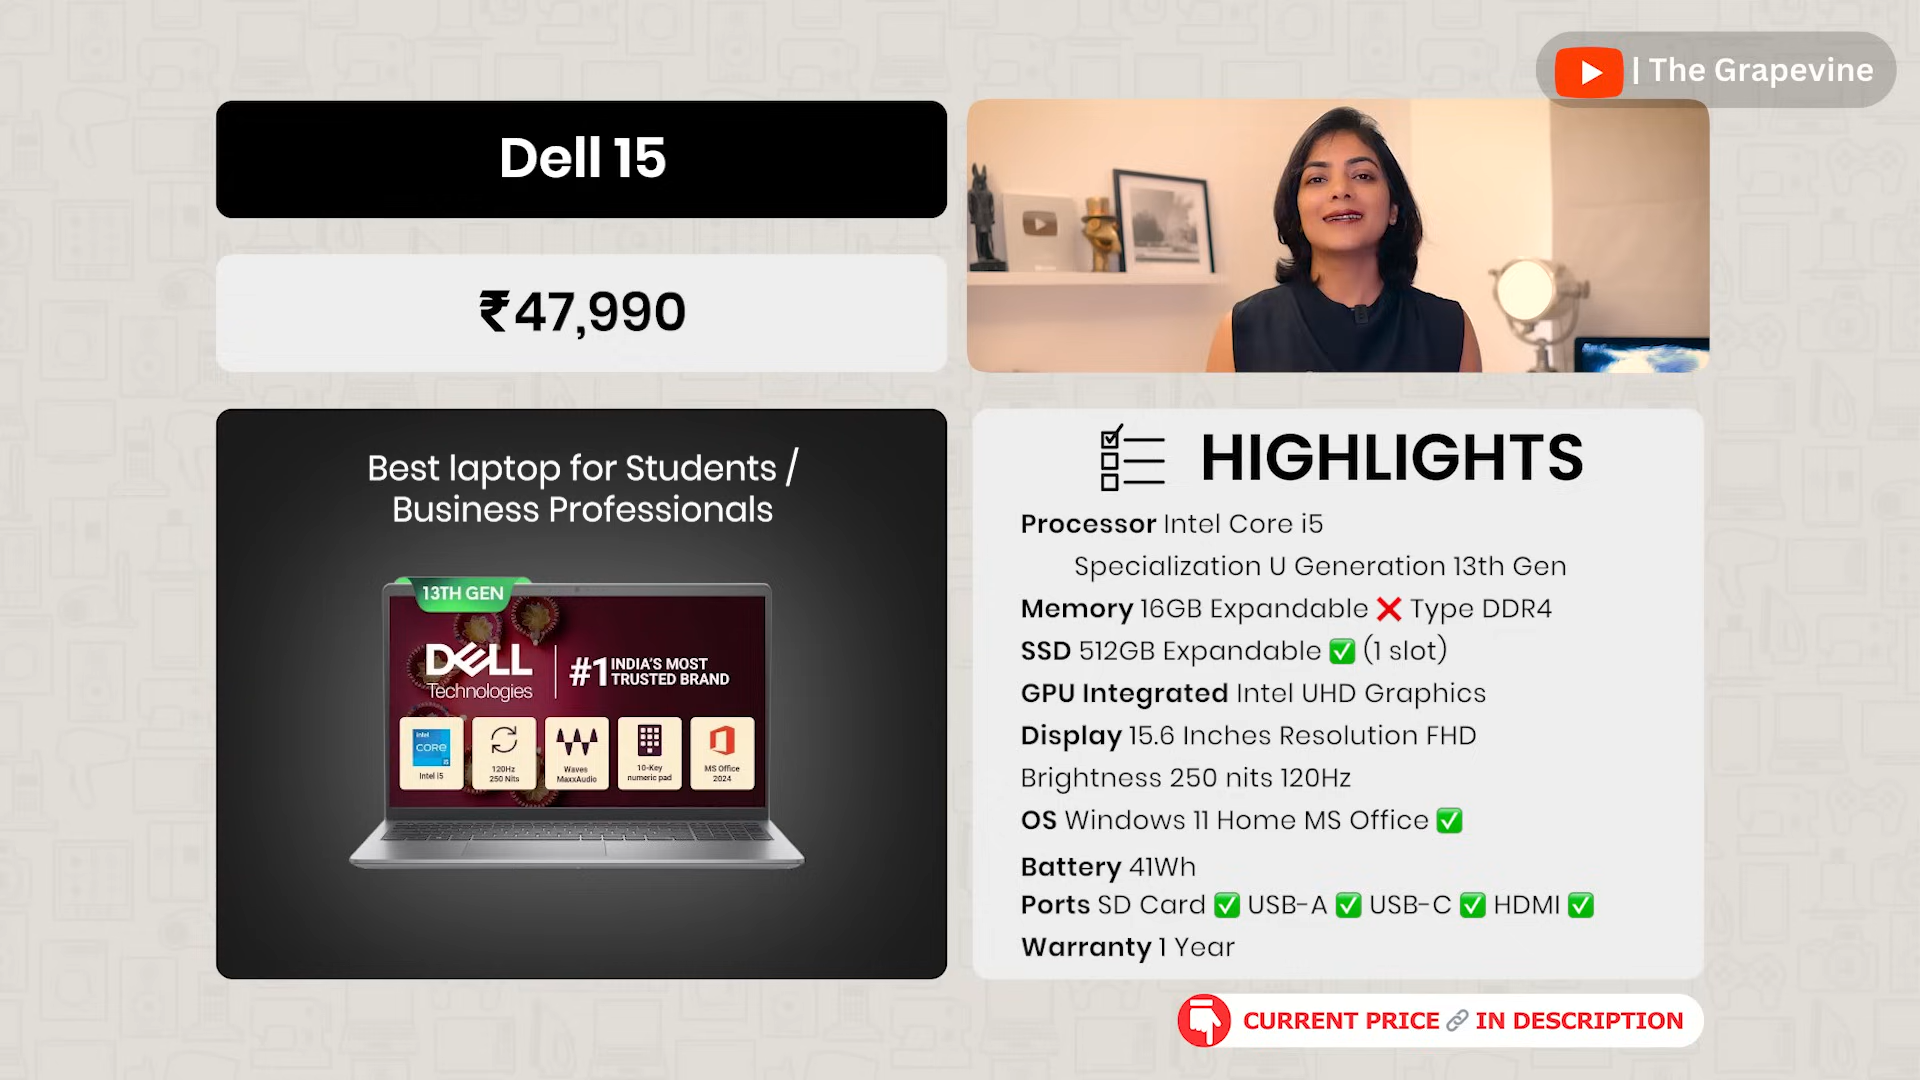 | The Grapevine
Dell 15
₹47,990
Best laptop for Students /
Business Professionals
13TH GEN
DELL
Technologies
#1 INDIA'S MOST
TRUSTED BRAND
intel
CORE
i5
Intel i5
120Hz
250 Nits
Waves
MaxxAudio
10-Key
numeric pad
MS Office
2024
HIGHLIGHTS
Processor Intel Core i5
Specialization U Generation 13th Gen
Memory 16GB Expandable ❌ Type DDR4
SSD 512GB Expandable ✅ (1 slot)
GPU Integrated Intel UHD Graphics
Display 15.6 Inches Resolution FHD
Brightness 250 nits 120Hz
OS Windows 11 Home MS Office ✅
Battery 41Wh
Ports SD Card ✅ USB-A ✅ USB-C ✅ HDMI ✅
Warranty 1 Year
CURRENT PRICE 🔗 IN DESCRIPTION